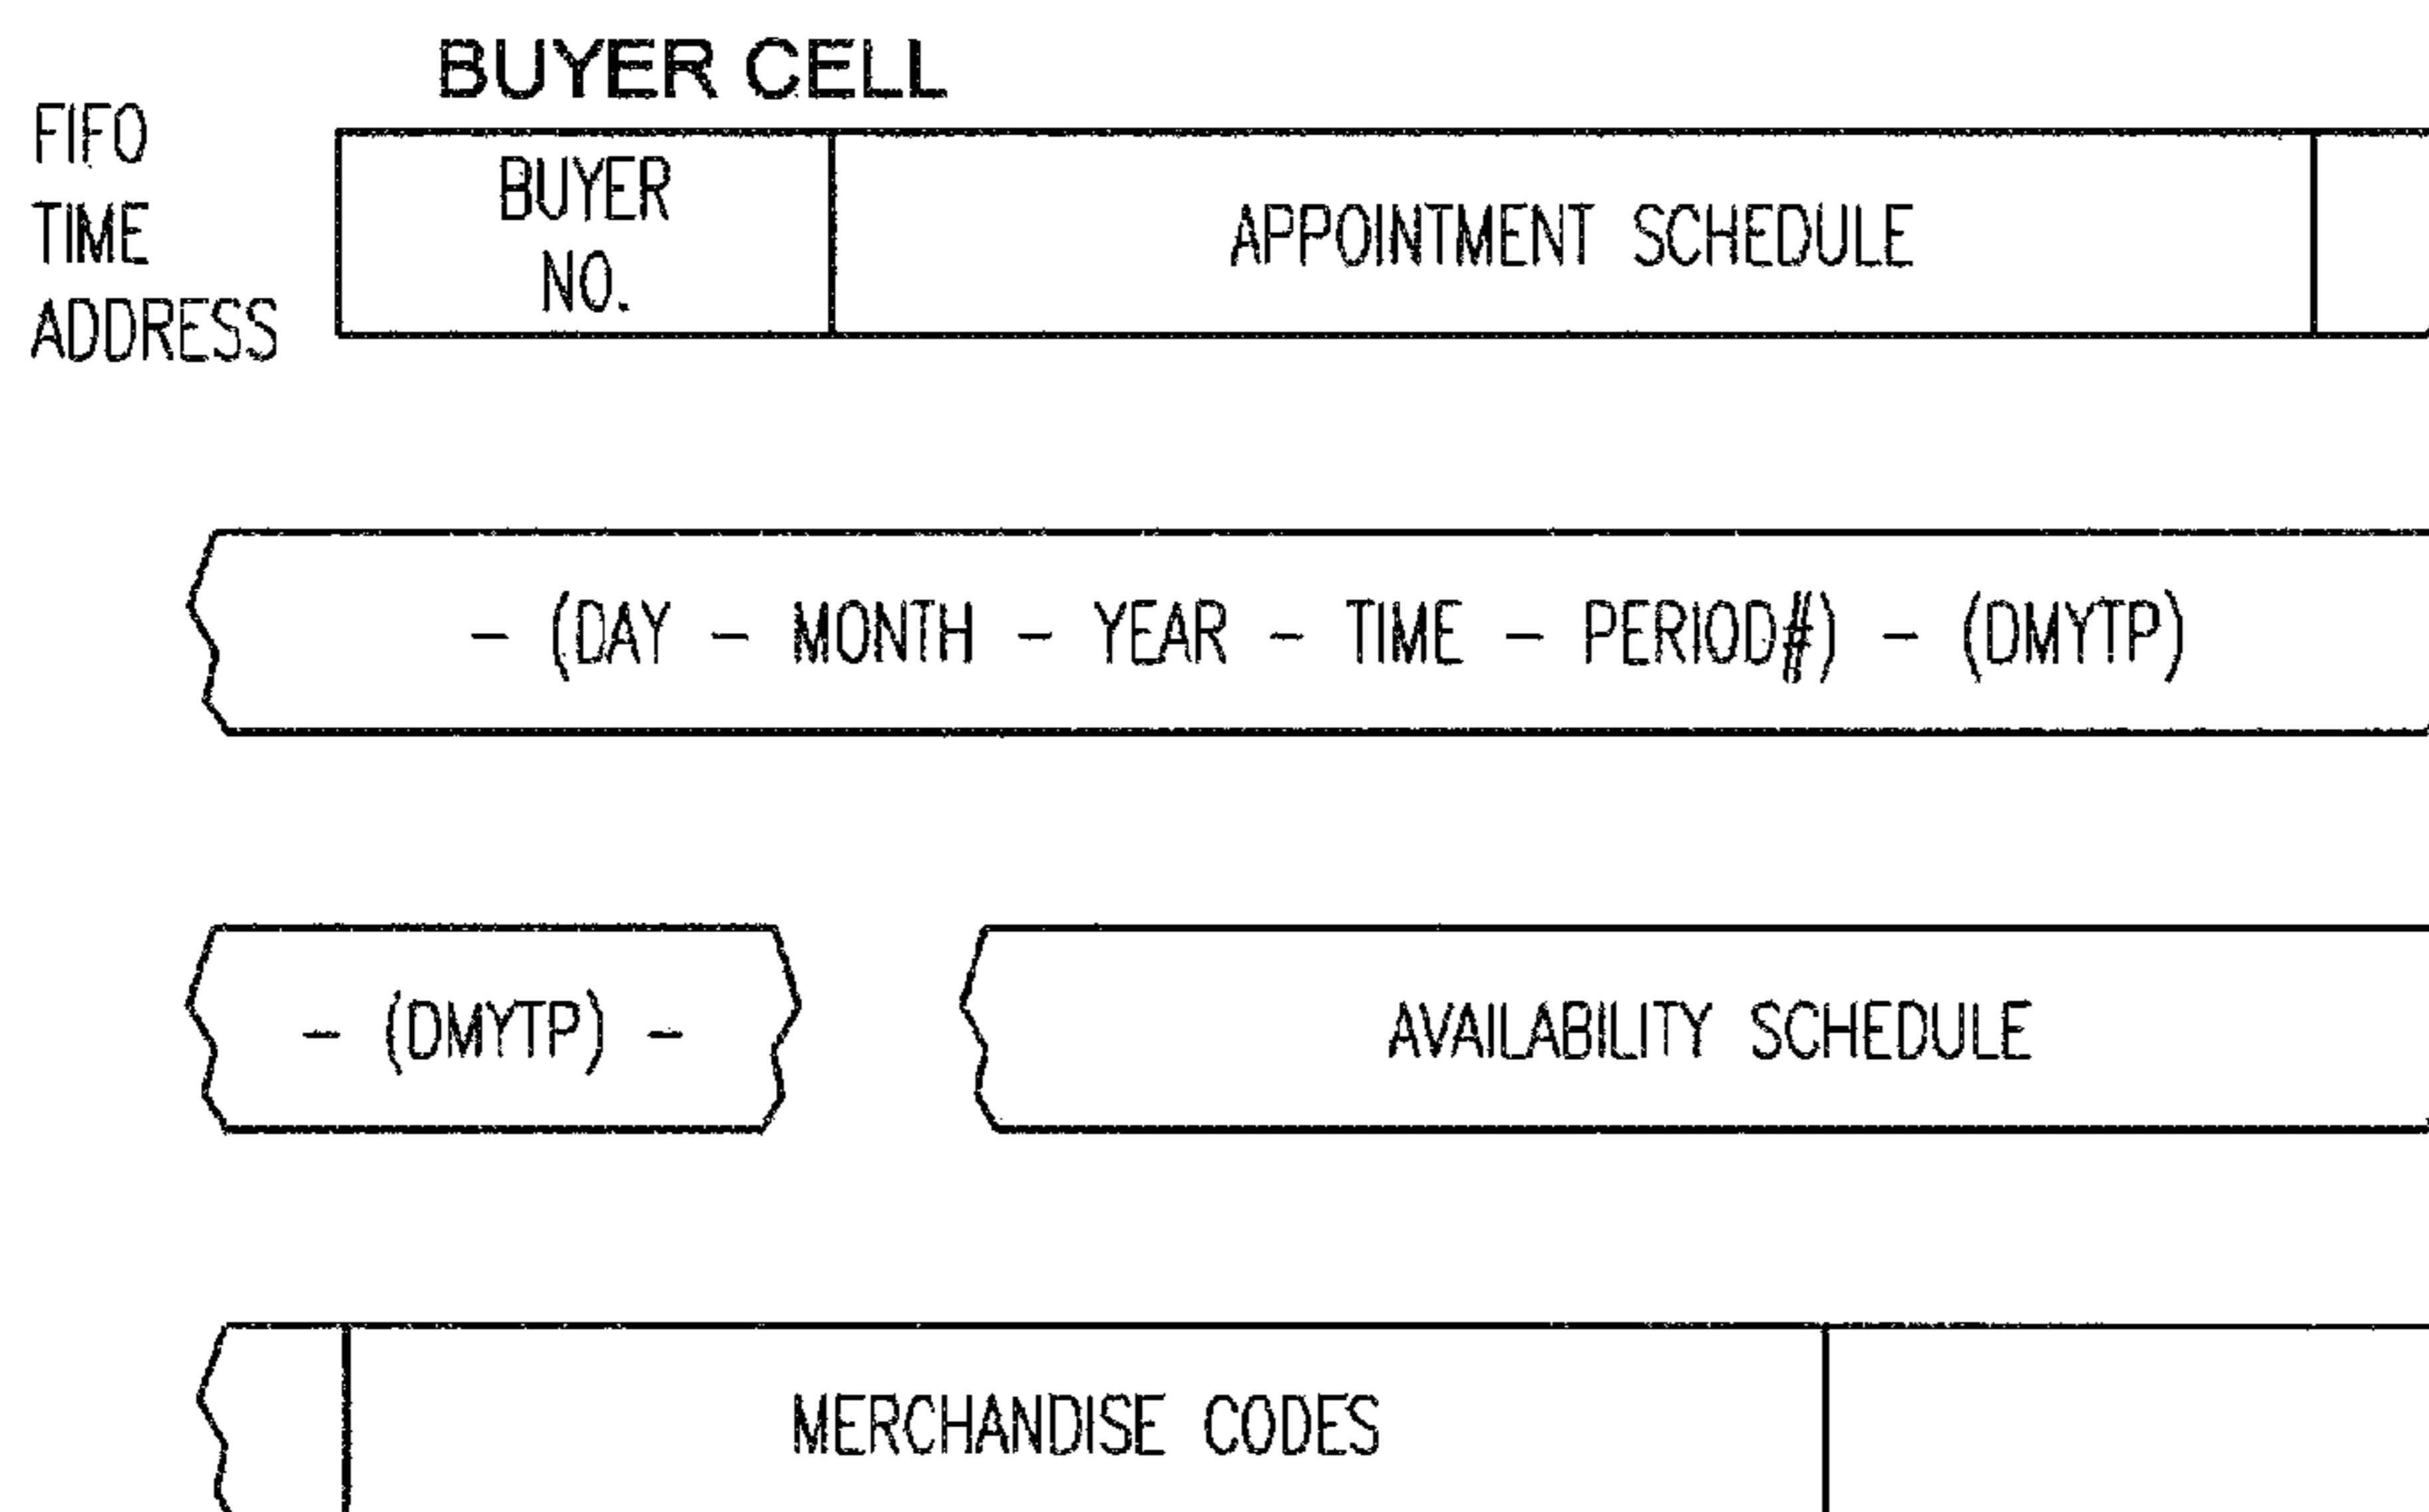 BUYER CELL
FIFO
TIME
ADDRESS
BUYER
NO.
APPOINTMENT SCHEDULE
- (DAY - MONTH - YEAR - TIME - PERIOD#) - (DMYTP)
- (DMYTP) -
AVAILABILITY SCHEDULE
MERCHANDISE CODES